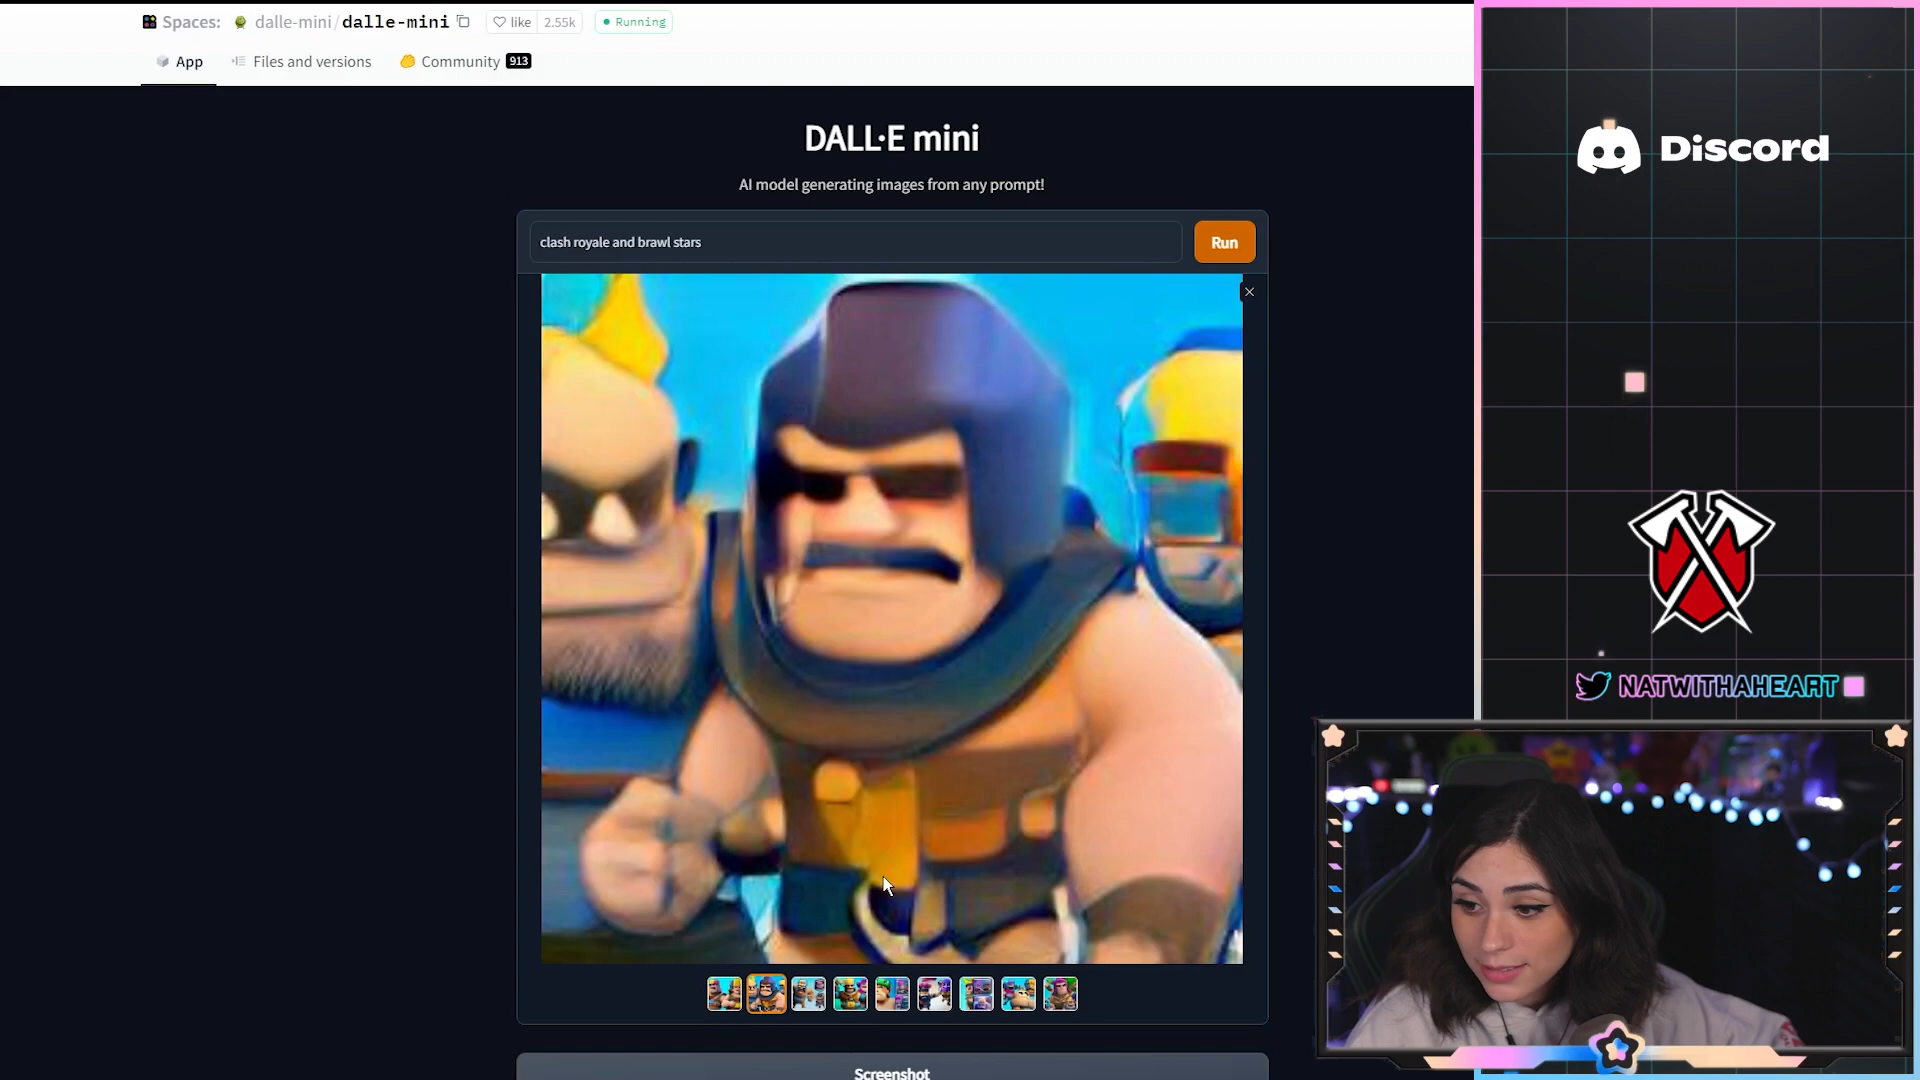 Spaces: dalle-mini/dalle-mini like 2.55k Running
App Files and versions Community 913
DALL·E mini
AI model generating images from any prompt!
clash royale and brawl stars Run
Screenshot
Discord
NATWITHAHEART